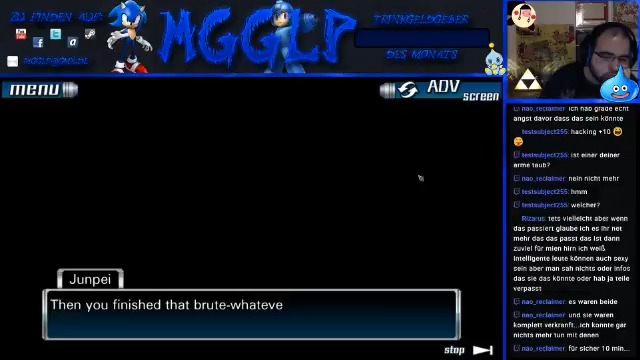 ZU FINDEN AUF:
MGGLP
TRINKGELDGEBER
DES MONATS
menu
ADV
screen
Junpei
Then you finished that brute-whateve
stop
nao_reclaimer: ich hab grade echt
angst davor dass das sein könnte
testsubject255: hacking +10
testsubject255: ist einer deiner
arme taub?
nao_reclaimer: nein nicht mehr
testsubject255: hmm
testsubject255: welcher?
Rizarus: tets vielleicht aber wenn
das passiert glaube ich es ihr net
mehr das das passt das ist dann
zuviel für mien hirn ich weiß
Intelligente leute können auch sexy
sein aber man sah nichts oder infos
das sie das könnte oder hab ja teile
verpasst
nao_reclaimer: es waren beide
nao_reclaimer: und sie waren
komplett verkranft...ich konnte gar
nichts mehr tun mit denen
nao_reclaimer: für sicher 10 min...